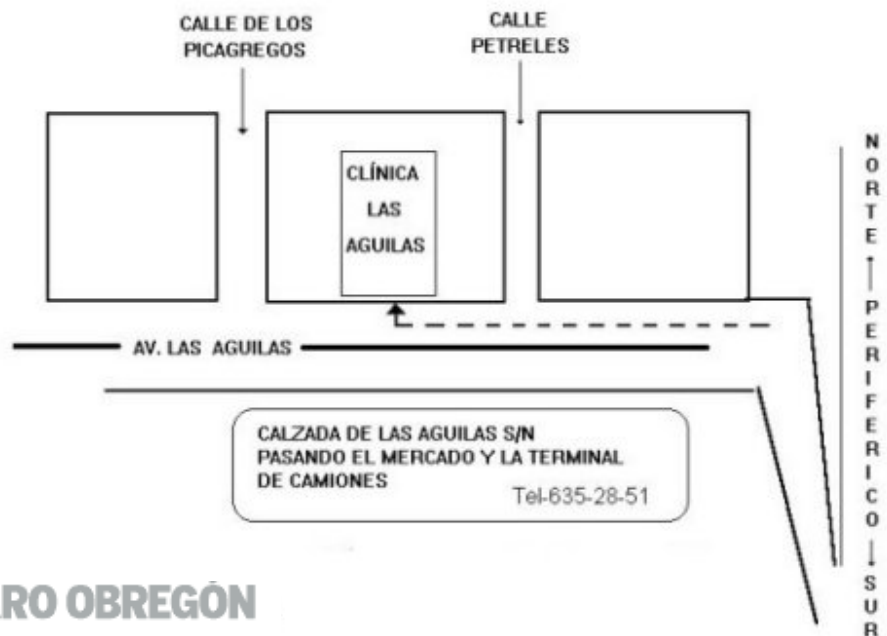 CALLE DE LOS
PICAGREGOS
CALLE
PETRELES
CLÍNICA
LAS
AGUILAS
AV. LAS AGUILAS
CALZADA DE LAS AGUILAS S/N
PASANDO EL MERCADO Y LA TERMINAL
DE CAMIONES
Tel-635-28-51
NORTE
PERIFERICO
SUR
RO OBREGÓN